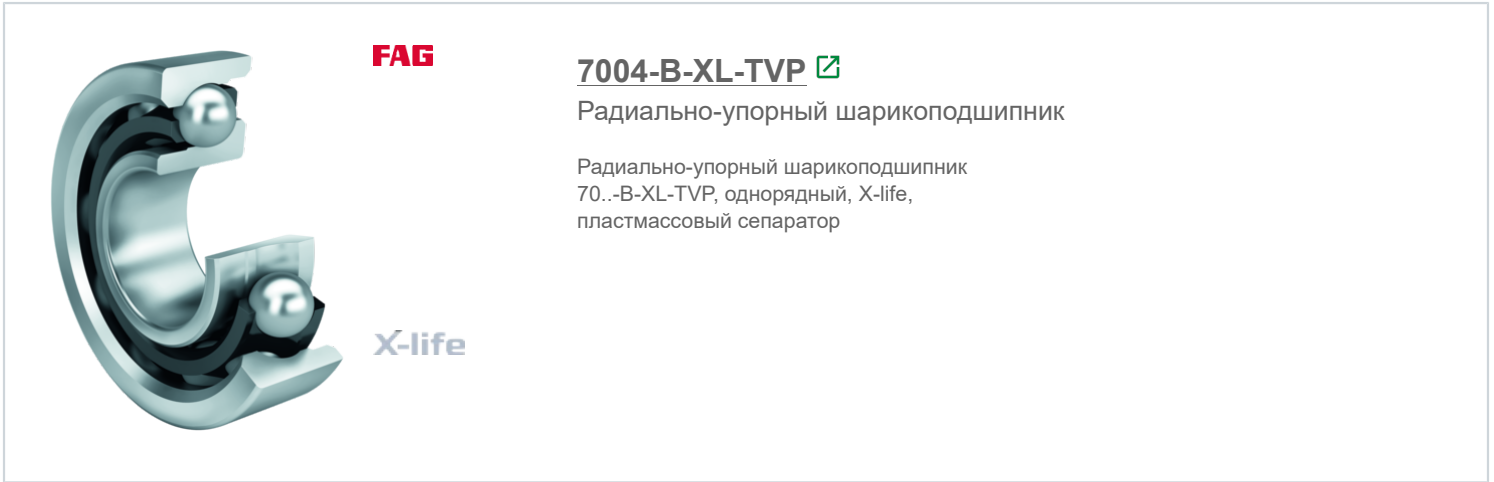 FAG
7004-B-XL-TVP
Радиально-упорный шарикоподшипник
Радиально-упорный шарикоподшипник
70..-B-XL-TVP, однорядный, X-life,
пластмассовый сепаратор
X-life